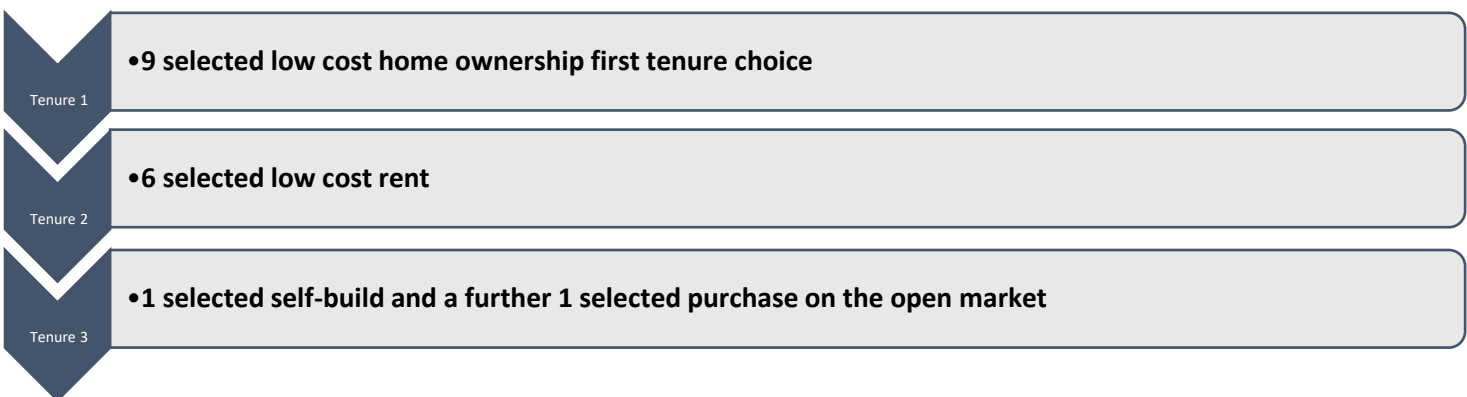 •9 selected low cost home ownership first tenure choice
Tenure 1
•6 selected low cost rent
Tenure 2
•1 selected self-build and a further 1 selected purchase on the open market
Tenure 3